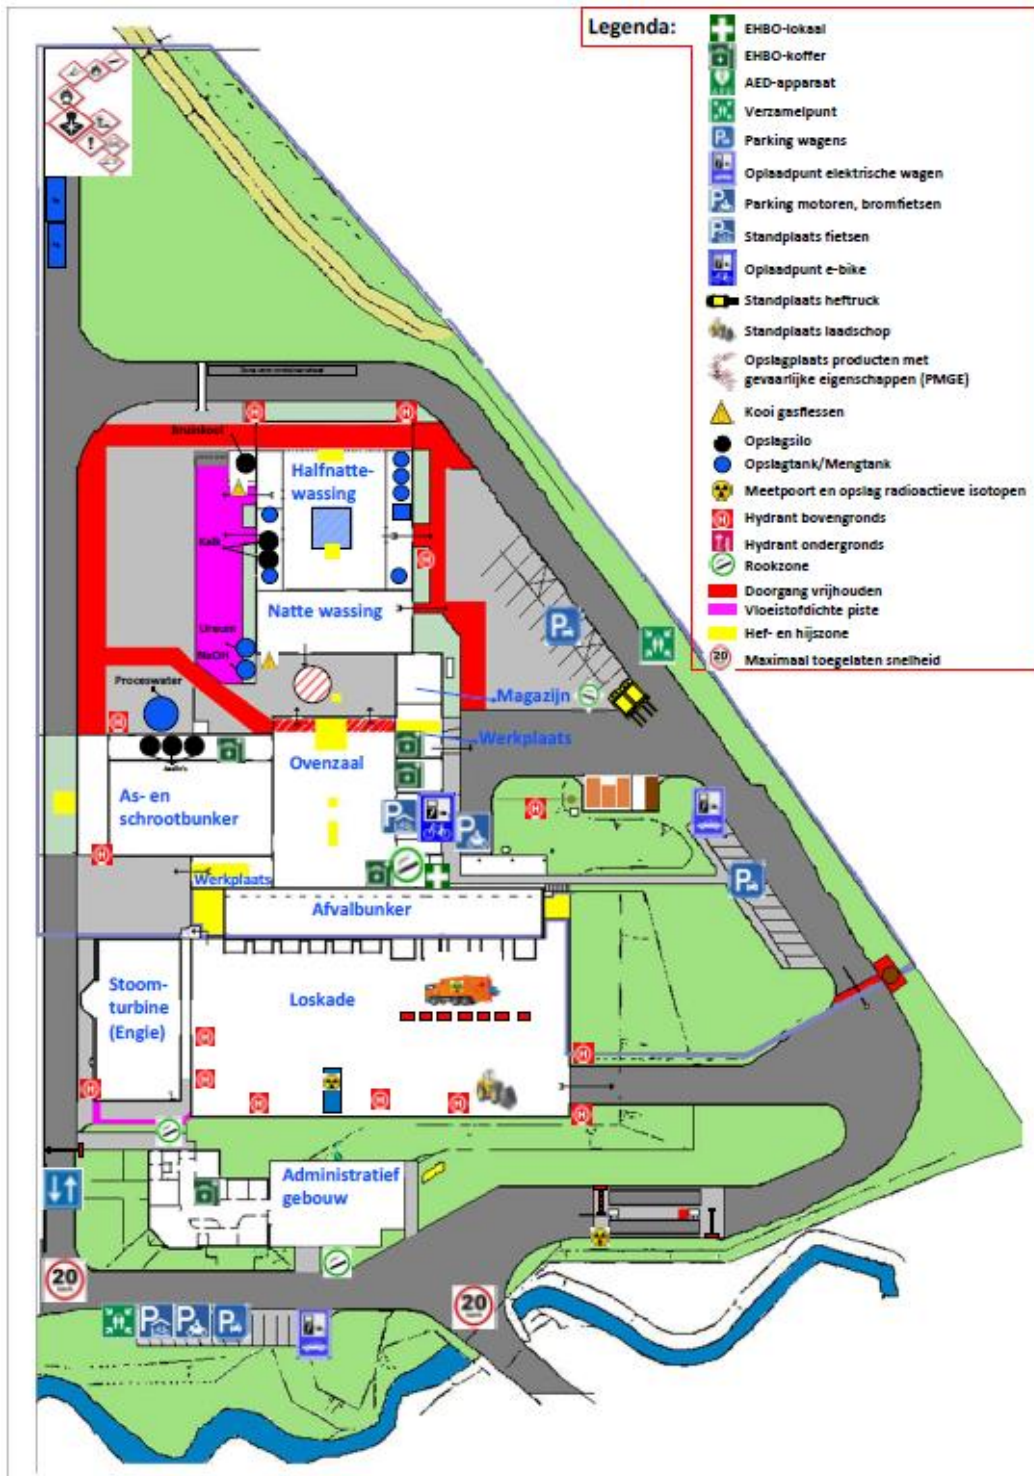 Legenda:
EHBO-lokaal
EHBO-koffer
AED-apparaat
Verzamelpunt
Parking wagens
Oplaadpunt elektrische wagen
Parking motoren, bromfietsen
Standplaats fietsen
Oplaadpunt e-bike
Standplaats heftruck
Standplaats laadschop
Opslagplaats producten met
gevaarlijke eigenschappen (PMGE)
Kooi gasflessen
Opslagsilo
Opslagtank/Mengtank
Meetpoort en opslag radioactieve isotopen
Hydrant bovengronds
Hydrant ondergronds
Rookzone
Doorgang vrijhouden
Vloeistofdichte piste
Hef- en hijszone
20
Maximaal toegelaten snelheid
Bruinkool
Halfnatte-
wassing
Kalk
Natte wassing
Ureum
NaOH
Proceswater
Magazijn
Werkplaats
Ovenzaal
As- en
schrootbunker
Werkplaats
Afvalbunker
Stoom-
turbine
(Engie)
Loskade
Administratief
gebouw
20
20